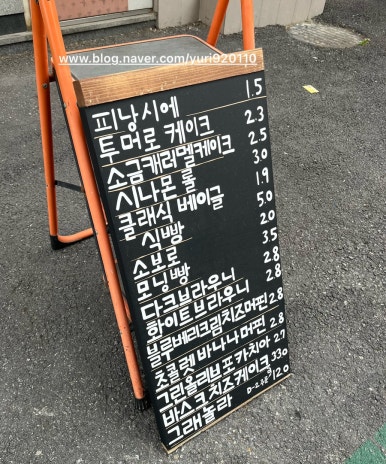 www.blog.naver.com/yuri920110
피낭시에 1.5
투머로 케이크 2.3
소금캐러멜케이크 2.5
시나몬 롤 3.0
클래식 베이글 1.9
식빵 5.0
소보로 2.0
모닝빵 3.5
다크브라우니 2.8
화이트브라우니 2.8
블루베리크림치즈머핀 2.8
초콜렛 바나나머핀 2.8
그린올리브포카치아 2.7
바스크치즈케이크 33.0
그래놀라 12.0